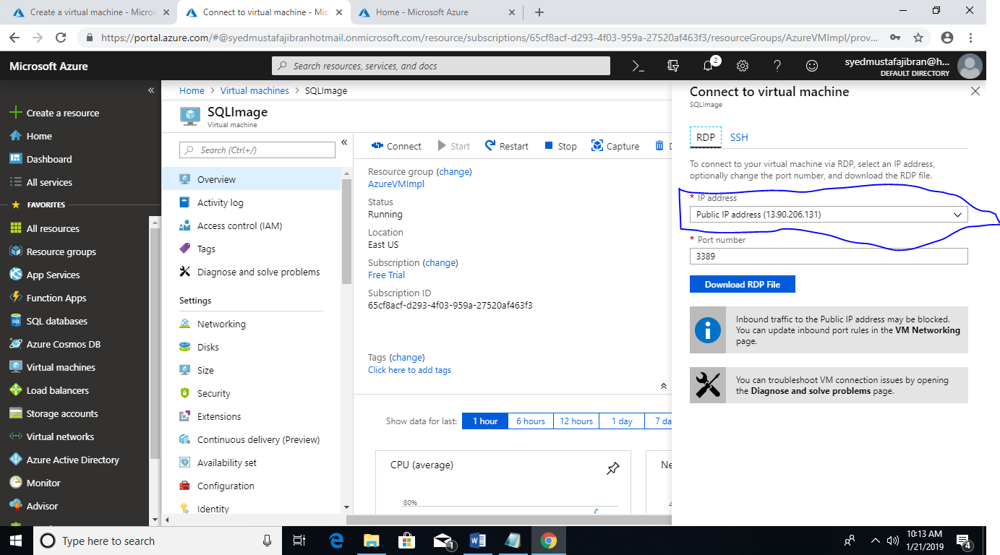 Create a virtual machine - Micros
Connect to virtual machine - Mic
Home - Microsoft Azure
https://portal.azure.com/#@syedmustafajibranhotmail.onmicrosoft.com/resource/subscriptions/65cf8acf-d293-4f03-959a-27520af463f3/resourceGroups/AzureVMImpl/prov...
Microsoft Azure
Search resources, services, and docs
2
syedmustafajibran@h...
DEFAULT DIRECTORY
Create a resource
Home
Dashboard
All services
FAVORITES
All resources
Resource groups
App Services
Function Apps
SQL databases
Azure Cosmos DB
Virtual machines
Load balancers
Storage accounts
Virtual networks
Azure Active Directory
Monitor
Advisor
Home > Virtual machines > SQLImage
SQLImage
Virtual machine
Search (Ctrl+/)
Overview
Activity log
Access control (IAM)
Tags
Diagnose and solve problems
Settings
Networking
Disks
Size
Security
Extensions
Continuous delivery (Preview)
Availability set
Configuration
Identity
Connect
Start
Restart
Stop
Capture
D
Resource group (change)
AzureVMImpl
Status
Running
Location
East US
Subscription (change)
Free Trial
Subscription ID
65cf8acf-d293-4f03-959a-27520af463f3
Tags (change)
Click here to add tags
Show data for last:
1 hour
6 hours
12 hours
1 day
7 da
CPU (average)
80%
Ne
Connect to virtual machine
SQLImage
RDP
SSH
To connect to your virtual machine via RDP, select an IP address,
optionally change the port number, and download the RDP file.
* IP address
Public IP address (13.90.206.131)
* Port number
3389
Download RDP File
Inbound traffic to the Public IP address may be blocked.
You can update inbound port rules in the VM Networking
page.
You can troubleshoot VM connection issues by opening
the Diagnose and solve problems page.
Type here to search
1
10:13 AM
1/21/2019
4